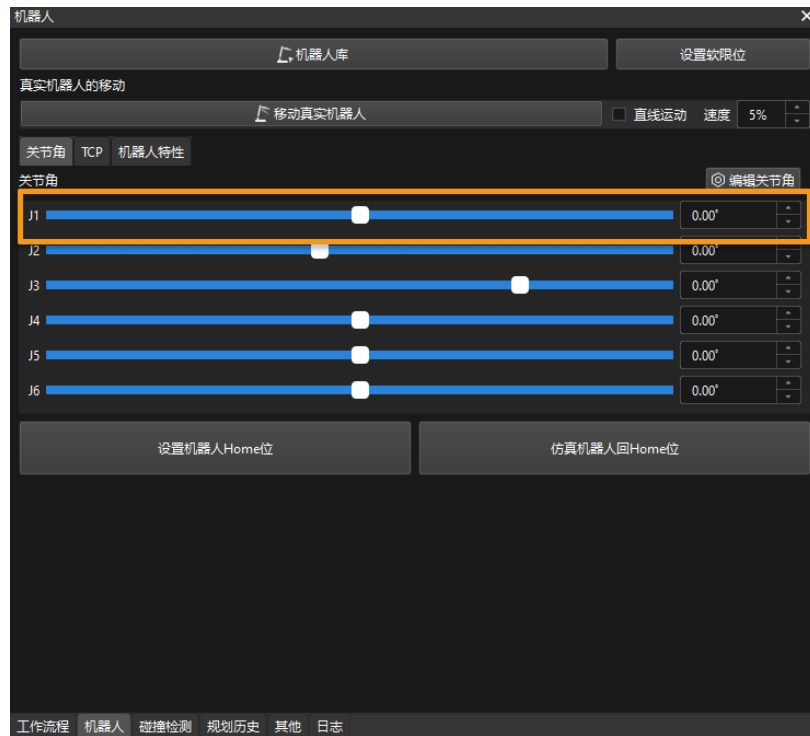 机器人
机器人库 设置软限位
真实机器人的移动
移动真实机器人 直线运动 速度 5%
关节角 TCP 机器人特性
关节角 编辑关节角
J1 0.00°
J2 0.00°
J3 0.00°
J4 0.00°
J5 0.00°
J6 0.00°
设置机器人Home位 仿真机器人回Home位
工作流程 机器人 碰撞检测 规划历史 其他 日志